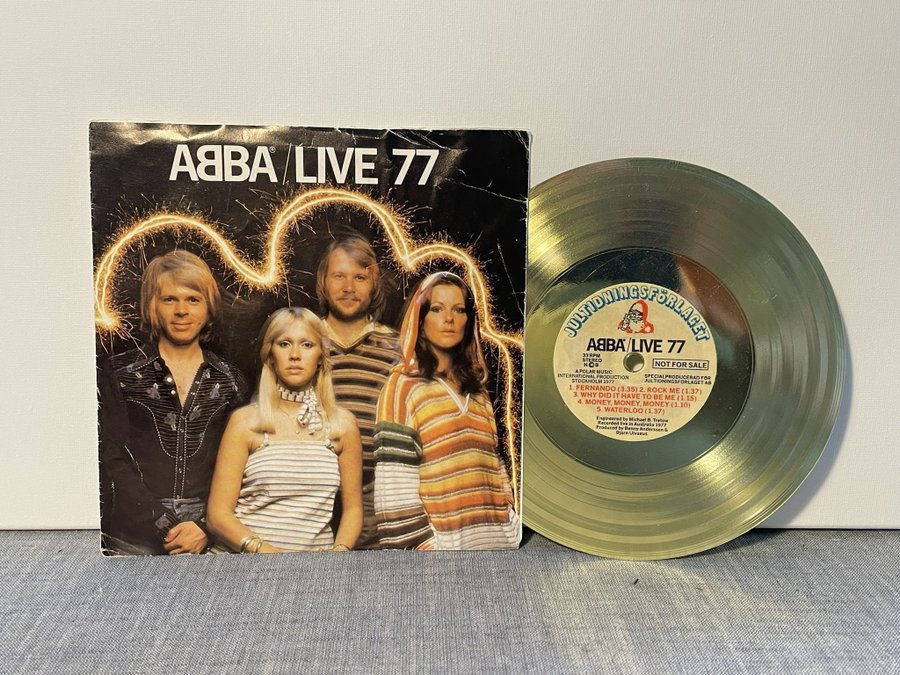 ABBA® / LIVE 77
JULTIDNINGSFÖRLAGET
ABBA®/LIVE 77
33 RPM
STEREO
NOT FOR SALE
A POLAR MUSIC
INTERNATIONAL PRODUCTION
STOCKHOLM 1977
SPECIALPRODUCERAD FÖR
JULTIDNINGSFÖRLAGET AB
1. FERNANDO (3.35) 2. ROCK ME (1.37)
3. WHY DID IT HAVE TO BE ME (1.15)
4. MONEY, MONEY, MONEY (1.10)
5. WATERLOO (1.37)
Engineered by Michael B. Tretow
Recorded live in Australia 1977
Produced by Benny Andersson &
Björn Ulvaeus